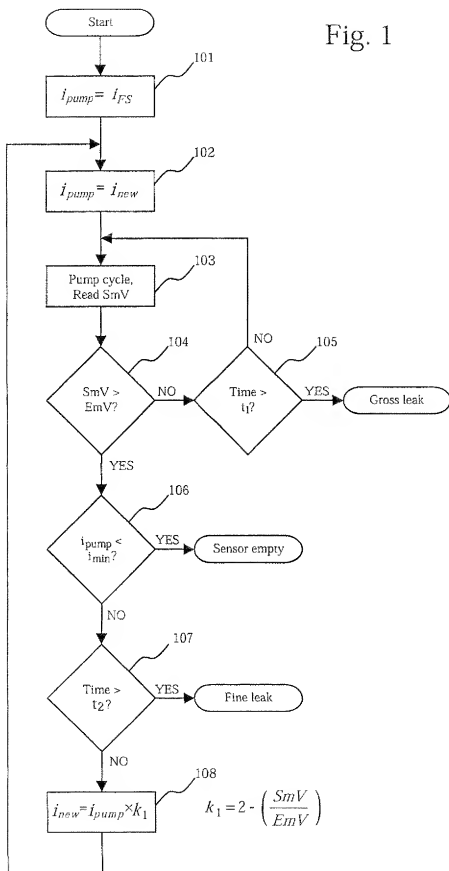 Start
Fig. 1
101
i_pump = i_FS
102
i_pump = i_new
103
Pump cycle,
Read SmV
104
SmV >
EmV?
NO
105
Time >
t₁?
NO
YES
Gross leak
YES
106
i_pump <
i_min?
YES
Sensor empty
NO
107
Time >
t₂?
YES
Fine leak
NO
108
i_new=i_pump×k₁
k₁ = 2 - (SmV/EmV)